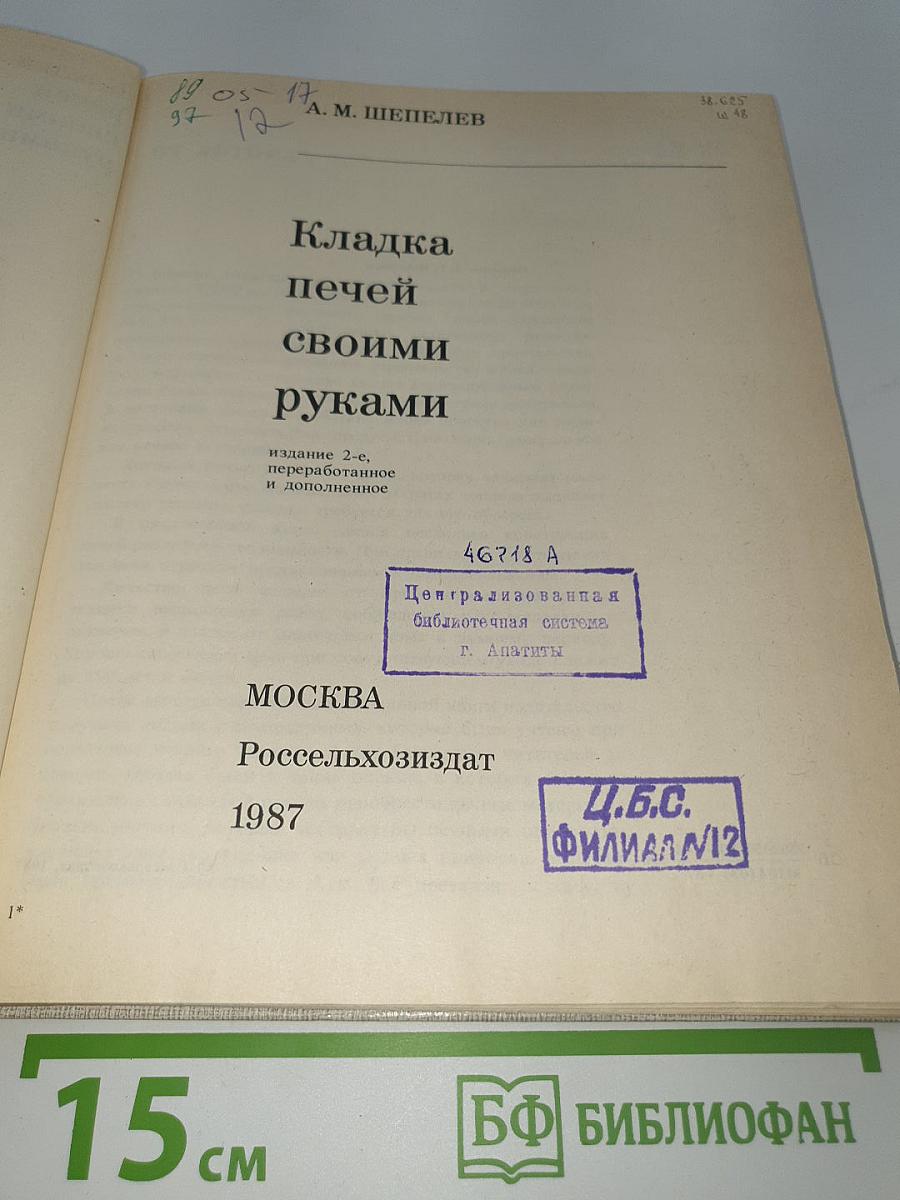 89 05-17
97 12
А. М. ШЕПЕЛЕВ
38.625
Ш 48
Кладка
печей
своими
руками
издание 2-е,
переработанное
и дополненное
46718 А
Централизованная
библиотечная система
г. Апатиты
МОСКВА
Россельхозиздат
1987
Ц.Б.С.
ФИЛИАЛ №12
1*
15 см
БФ БИБЛИОФАН